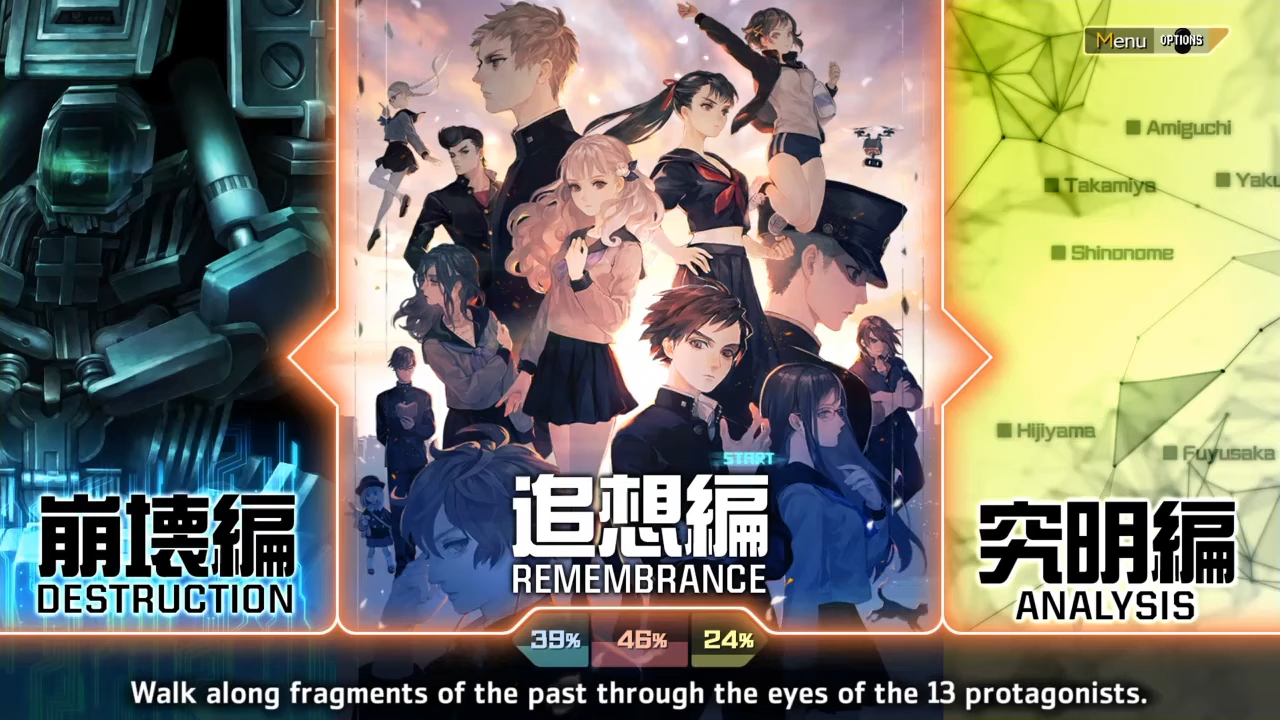 Menu OPTIONS
Amiguchi
Takamiya
Yaku
Shinonome
Hijiyama
Fuyusaka
START
崩壊編
DESTRUCTION
追想編
REMEMBRANCE
究明編
ANALYSIS
39% 46% 24%
Walk along fragments of the past through the eyes of the 13 protagonists.